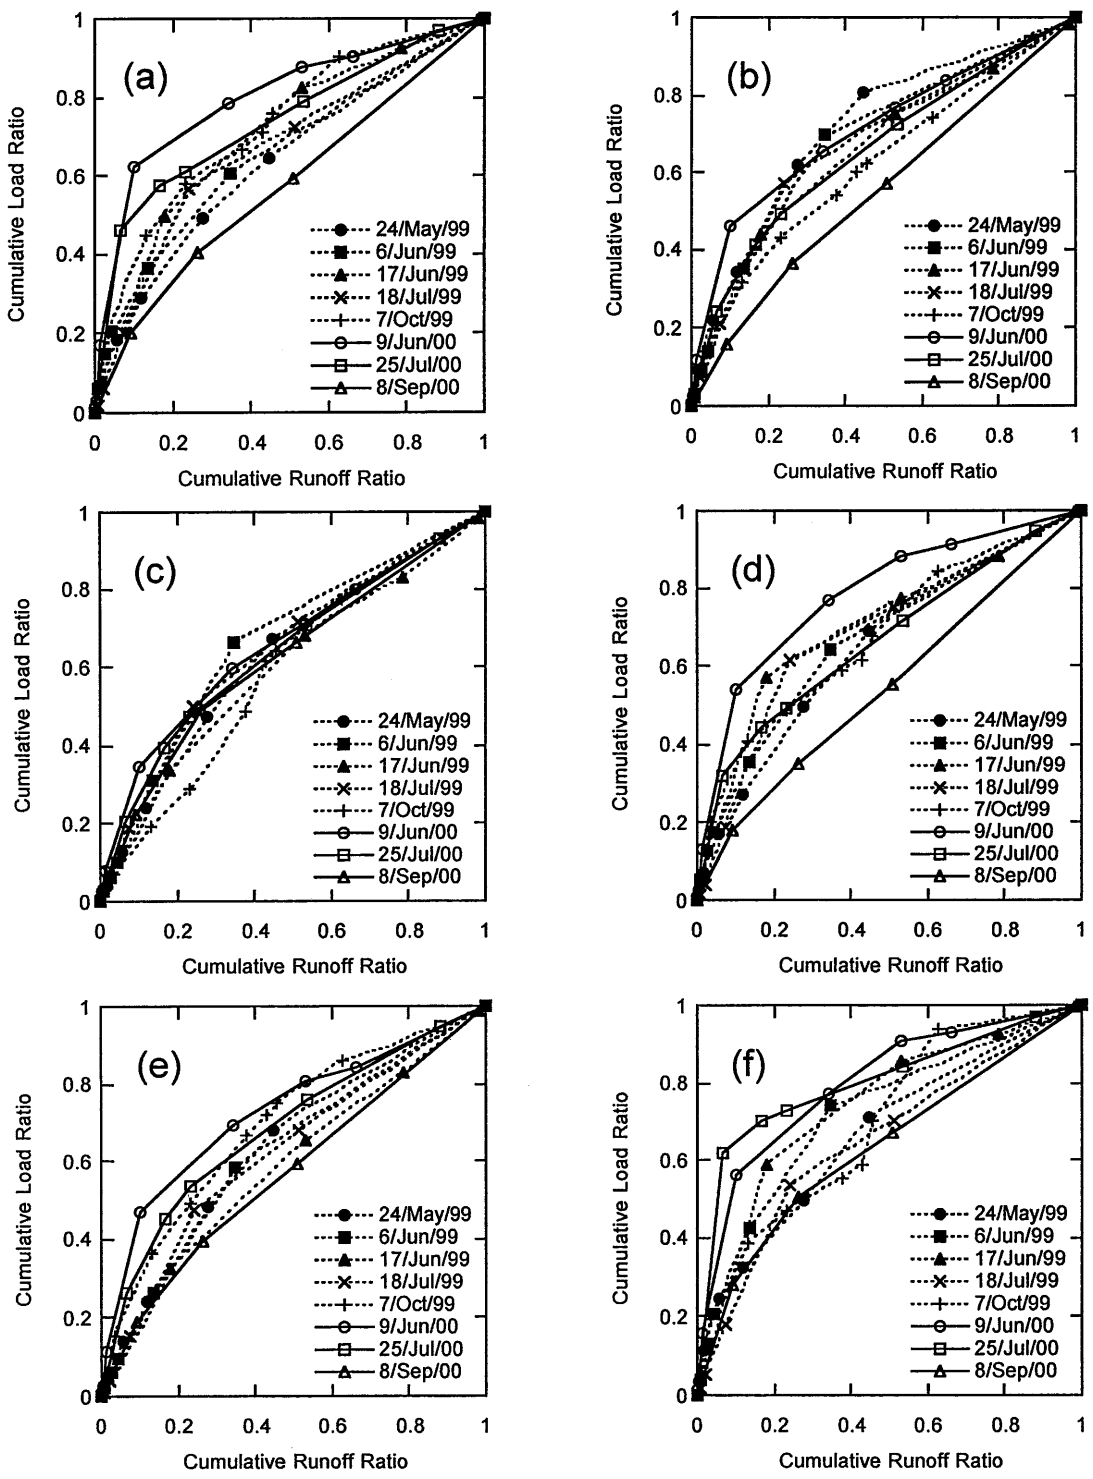 (a)
Cumulative Load Ratio
1
0.8
0.6
0.4
0.2
0
24/May/99
6/Jun/99
17/Jun/99
18/Jul/99
7/Oct/99
9/Jun/00
25/Jul/00
8/Sep/00
0 0.2 0.4 0.6 0.8 1
Cumulative Runoff Ratio
(b)
Cumulative Load Ratio
1
0.8
0.6
0.4
0.2
0
24/May/99
6/Jun/99
17/Jun/99
18/Jul/99
7/Oct/99
9/Jun/00
25/Jul/00
8/Sep/00
0 0.2 0.4 0.6 0.8 1
Cumulative Runoff Ratio
(c)
Cumulative Load Ratio
1
0.8
0.6
0.4
0.2
0
24/May/99
6/Jun/99
17/Jun/99
18/Jul/99
7/Oct/99
9/Jun/00
25/Jul/00
8/Sep/00
0 0.2 0.4 0.6 0.8 1
Cumulative Runoff Ratio
(d)
Cumulative Load Ratio
1
0.8
0.6
0.4
0.2
0
24/May/99
6/Jun/99
17/Jun/99
18/Jul/99
7/Oct/99
9/Jun/00
25/Jul/00
8/Sep/00
0 0.2 0.4 0.6 0.8 1
Cumulative Runoff Ratio
(e)
Cumulative Load Ratio
1
0.8
0.6
0.4
0.2
0
24/May/99
6/Jun/99
17/Jun/99
18/Jul/99
7/Oct/99
9/Jun/00
25/Jul/00
8/Sep/00
0 0.2 0.4 0.6 0.8 1
Cumulative Runoff Ratio
(f)
Cumulative Load Ratio
1
0.8
0.6
0.4
0.2
0
24/May/99
6/Jun/99
17/Jun/99
18/Jul/99
7/Oct/99
9/Jun/00
25/Jul/00
8/Sep/00
0 0.2 0.4 0.6 0.8 1
Cumulative Runoff Ratio